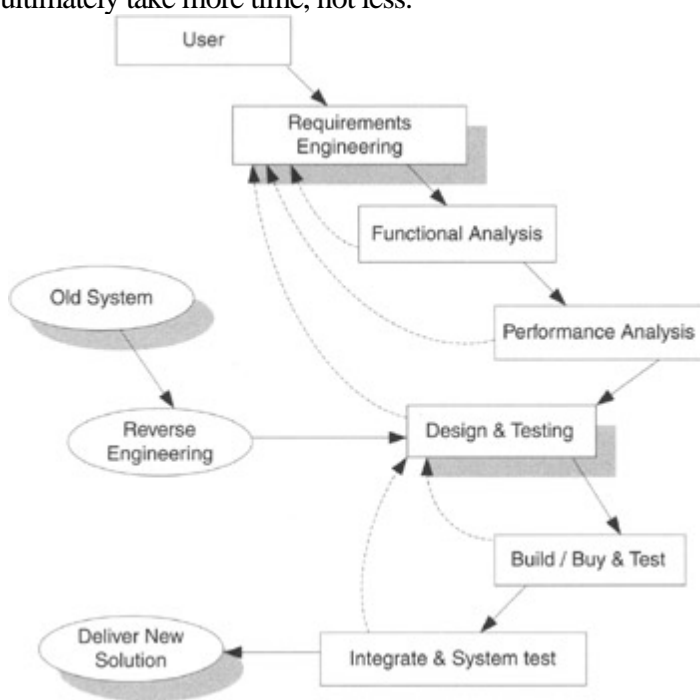 ultimately take more time, not less.
User
Requirements
Engineering
Functional Analysis
Old System
Performance Analysis
Reverse
Engineering
Design & Testing
Build / Buy & Test
Deliver New
Solution
Integrate & System test